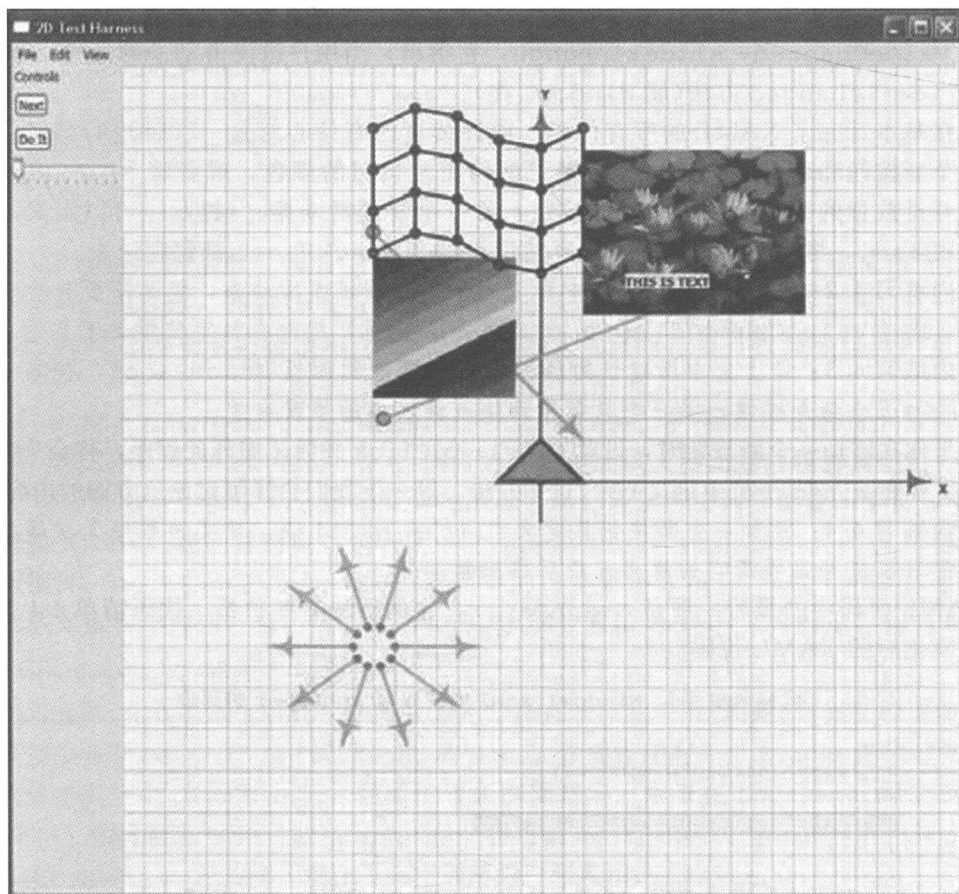 2D Test Harness
File Edit View
Controls
Next
Do It
Y
THIS IS TEXT
X